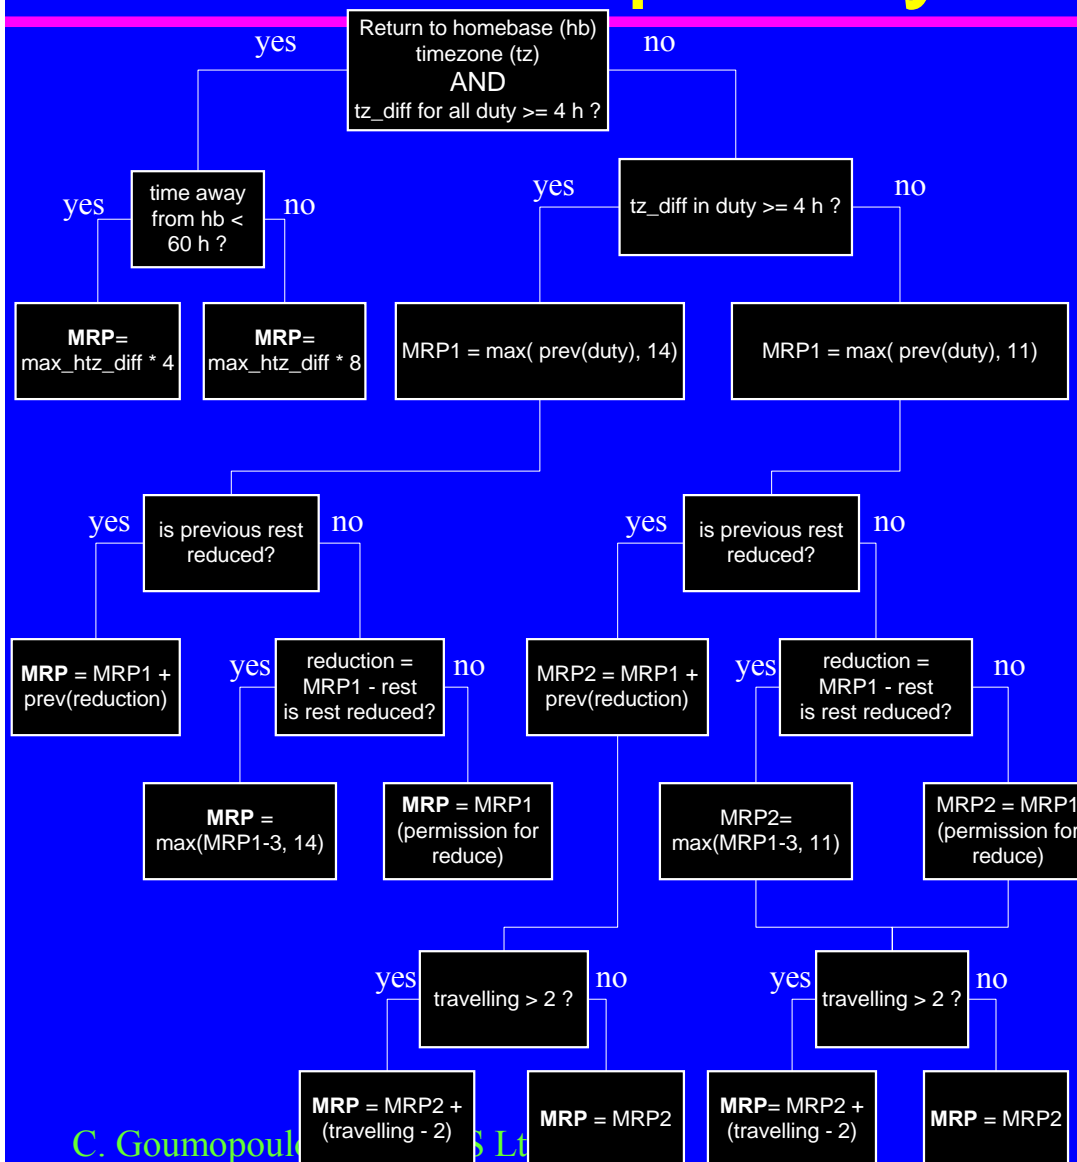 Return to homebase (hb)
timezone (tz)
AND
tz_diff for all duty >= 4 h ?
yes
no
time away
from hb <
60 h ?
yes
no
tz_diff in duty >= 4 h ?
yes
no
MRP=
max_htz_diff * 4
MRP=
max_htz_diff * 8
MRP1 = max( prev(duty), 14)
MRP1 = max( prev(duty), 11)
yes
is previous rest
reduced?
no
yes
is previous rest
reduced?
no
MRP = MRP1 +
prev(reduction)
yes
reduction =
MRP1 - rest
is rest reduced?
no
MRP2 = MRP1 +
prev(reduction)
yes
reduction =
MRP1 - rest
is rest reduced?
no
MRP =
max(MRP1-3, 14)
MRP = MRP1
(permission for
reduce)
MRP2=
max(MRP1-3, 11)
MRP2 = MRP1
(permission for
reduce)
yes
travelling > 2 ?
no
yes
travelling > 2 ?
no
MRP = MRP2 +
(travelling - 2)
MRP = MRP2
MRP= MRP2 +
(travelling - 2)
MRP = MRP2
C.